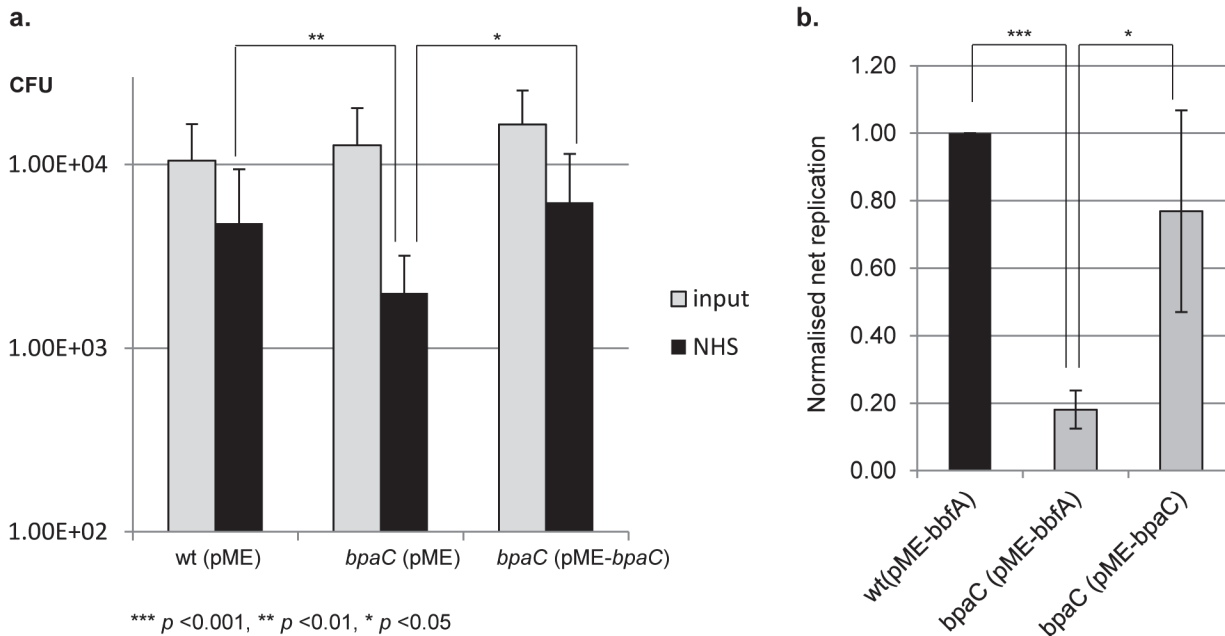 a.
**
*
CFU
1.00E+04
1.00E+03
1.00E+02
wt (pME)
bpaC (pME)
bpaC (pME-bpaC)
input
NHS
*** p <0.001, ** p <0.01, * p <0.05
b.
***
*
Normalised net replication
1.20
1.00
0.80
0.60
0.40
0.20
0.00
wt(pME-bbfA)
bpaC (pME-bbfA)
bpaC (pME-bpaC)